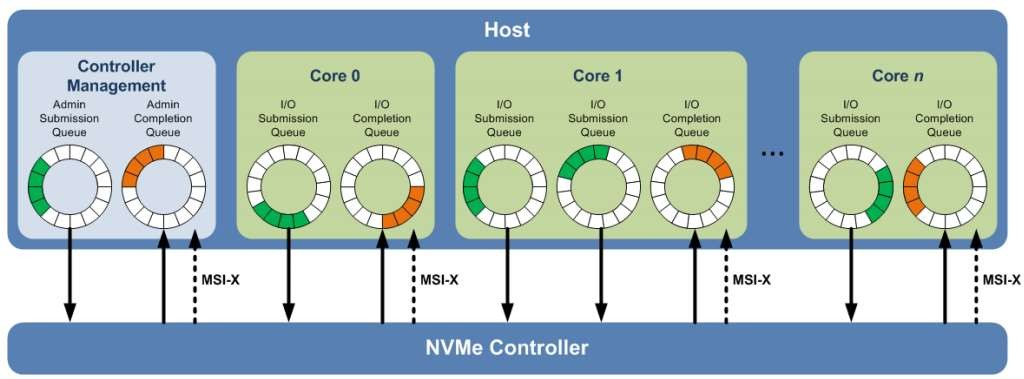 Host
Controller
Management
Admin
Submission
Queue
Admin
Completion
Queue
Core 0
I/O
Submission
Queue
I/O
Completion
Queue
Core 1
I/O
Submission
Queue
I/O
Submission
Queue
I/O
Completion
Queue
...
Core n
I/O
Submission
Queue
I/O
Completion
Queue
MSI-X
MSI-X
MSI-X
MSI-X
NVMe Controller